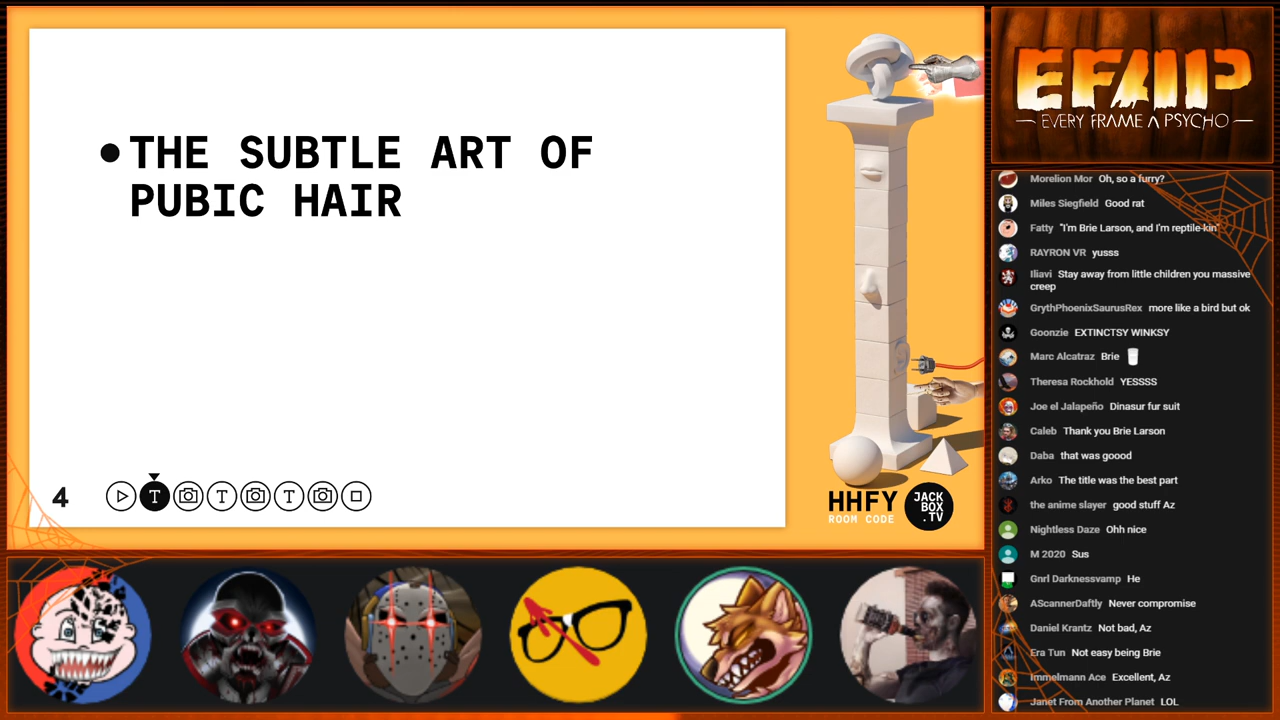 THE SUBTLE ART OF
PUBIC HAIR
4
T
T
T
HHFY
ROOM CODE
JACK
BOX
.TV
EFAP
EVERY FRAME A PSYCHO
Morelion Mor Oh, so a furry?
Miles Siegfield Good rat
Fatty "I'm Brie Larson, and I'm reptile-kin"
RAYRON VR yusss
Iliavi Stay away from little children you massive
creep
GrythPhoenixSaurusRex more like a bird but ok
Goonzie EXTINCTSY WINKSY
Marc Alcatraz Brie
Theresa Rockhold YESSSS
Joe el Jalapeño Dinasur fur suit
Caleb Thank you Brie Larson
Daba that was goood
Arko The title was the best part
the anime slayer good stuff Az
Nightless Daze Ohh nice
M 2020 Sus
Gnrl Darknessvamp He
AScannerDaftly Never compromise
Daniel Krantz Not bad, Az
Era Tun Not easy being Brie
Immelmann Ace Excellent, Az
Janet From Another Planet LOL